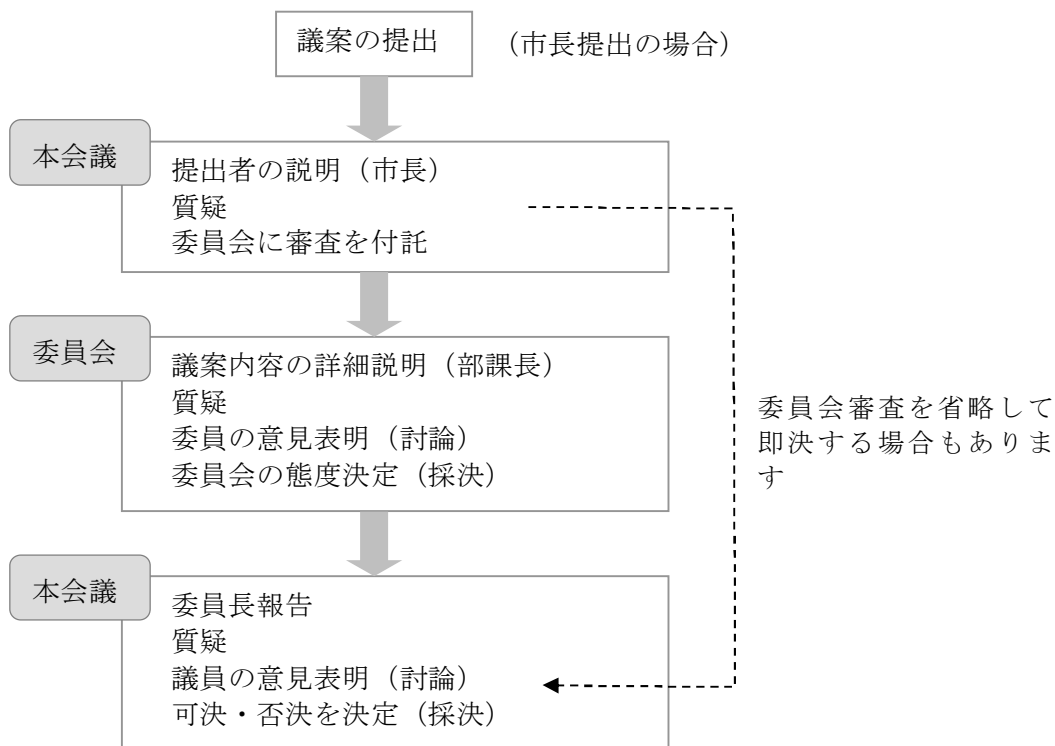 議案の提出 （市長提出の場合）
本会議
提出者の説明（市長）
質疑
委員会に審査を付託
委員会
議案内容の詳細説明（部課長）
質疑
委員の意見表明（討論）
委員会の態度決定（採決）
委員会審査を省略して
即決する場合もありま
す
本会議
委員長報告
質疑
議員の意見表明（討論）
可決・否決を決定（採決）